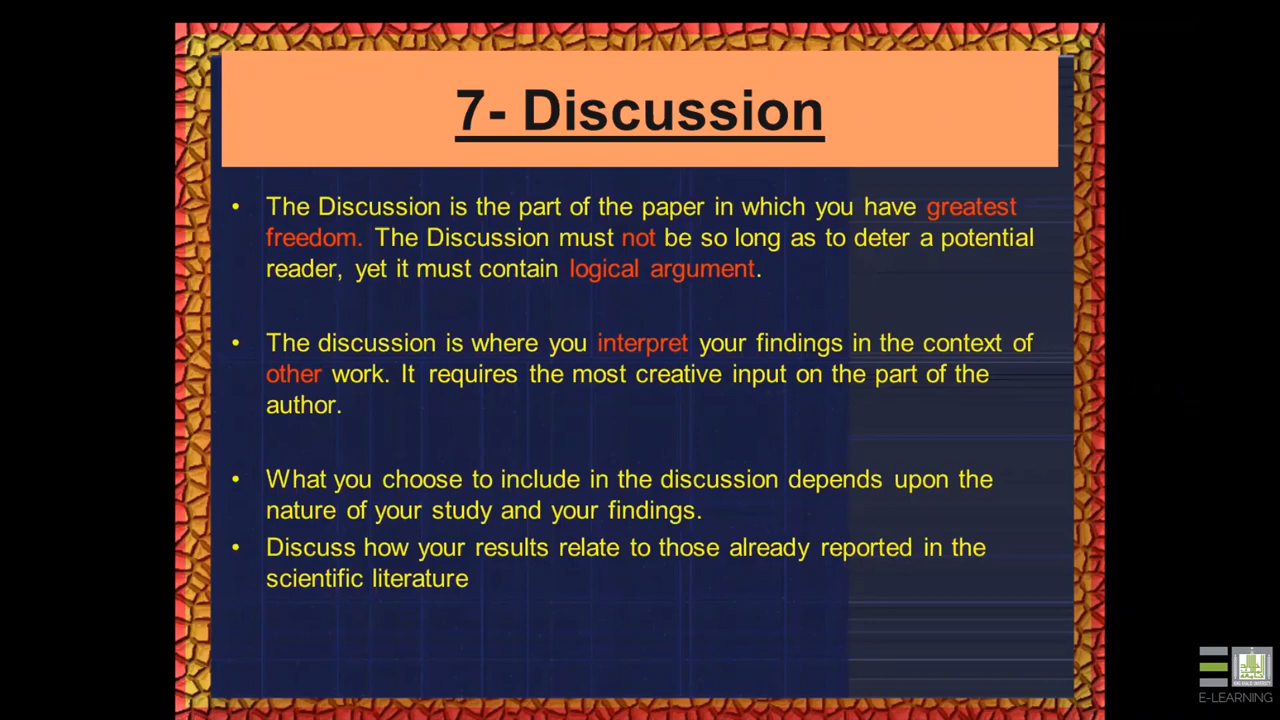 7- Discussion
• The Discussion is the part of the paper in which you have greatest
freedom. The Discussion must not be so long as to deter a potential
reader, yet it must contain logical argument.
• The discussion is where you interpret your findings in the context of
other work. It requires the most creative input on the part of the
author.
• What you choose to include in the discussion depends upon the
nature of your study and your findings.
• Discuss how your results relate to those already reported in the
scientific literature
E-LEARNING